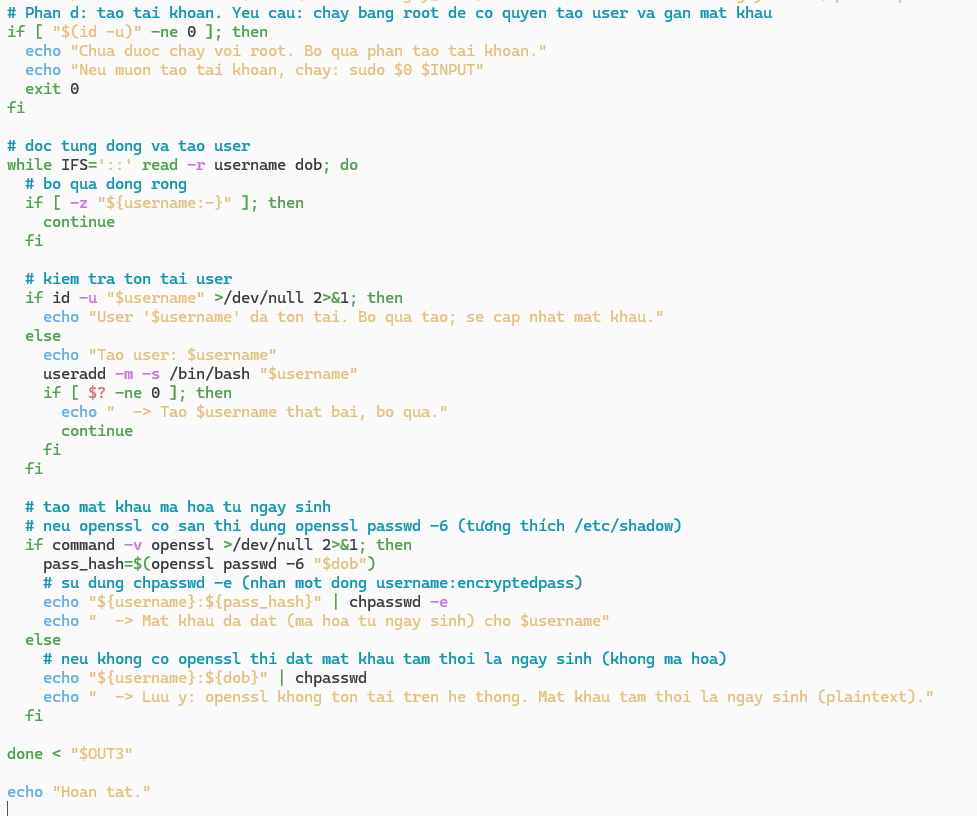 # Phan d: tao tai khoan. Yeu cau: chay bang root de co quyen tao user va gan mat khau
if [ "$(id -u)" -ne 0 ]; then
  echo "Chua duoc chay voi root. Bo qua phan tao tai khoan."
  echo "Neu muon tao tai khoan, chay: sudo $0 $INPUT"
  exit 0
fi

# doc tung dong va tao user
while IFS='::' read -r username dob; do
  # bo qua dong rong
  if [ -z "${username:-}" ]; then
    continue
  fi

  # kiem tra ton tai user
  if id -u "$username" >/dev/null 2>&1; then
    echo "User '$username' da ton tai. Bo qua tao; se cap nhat mat khau."
  else
    echo "Tao user: $username"
    useradd -m -s /bin/bash "$username"
    if [ $? -ne 0 ]; then
      echo "  -> Tao $username that bai, bo qua."
      continue
    fi
  fi

  # tao mat khau ma hoa tu ngay sinh
  # neu openssl co san thi dung openssl passwd -6 (tương thích /etc/shadow)
  if command -v openssl >/dev/null 2>&1; then
    pass_hash=$(openssl passwd -6 "$dob")
    # su dung chpasswd -e (nhan mot dong username:encryptedpass)
    echo "${username}:${pass_hash}" | chpasswd -e
    echo "  -> Mat khau da dat (ma hoa tu ngay sinh) cho $username"
  else
    # neu khong co openssl thi dat mat khau tam thoi la ngay sinh (khong ma hoa)
    echo "${username}:${dob}" | chpasswd
    echo "  -> Luu y: openssl khong ton tai tren he thong. Mat khau tam thoi la ngay sinh (plaintext)."
  fi

done < "$OUT3"

echo "Hoan tat."